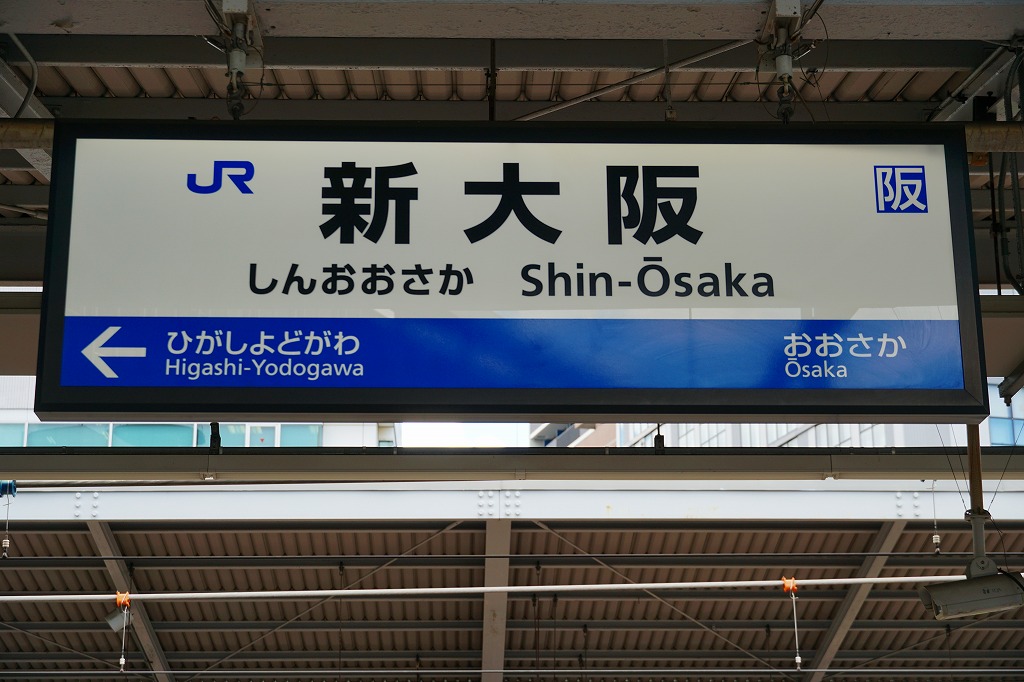 JR 新大阪 阪
しんおおさか Shin-Ōsaka
← ひがしよどがわ おおさか
Higashi-Yodogawa Ōsaka